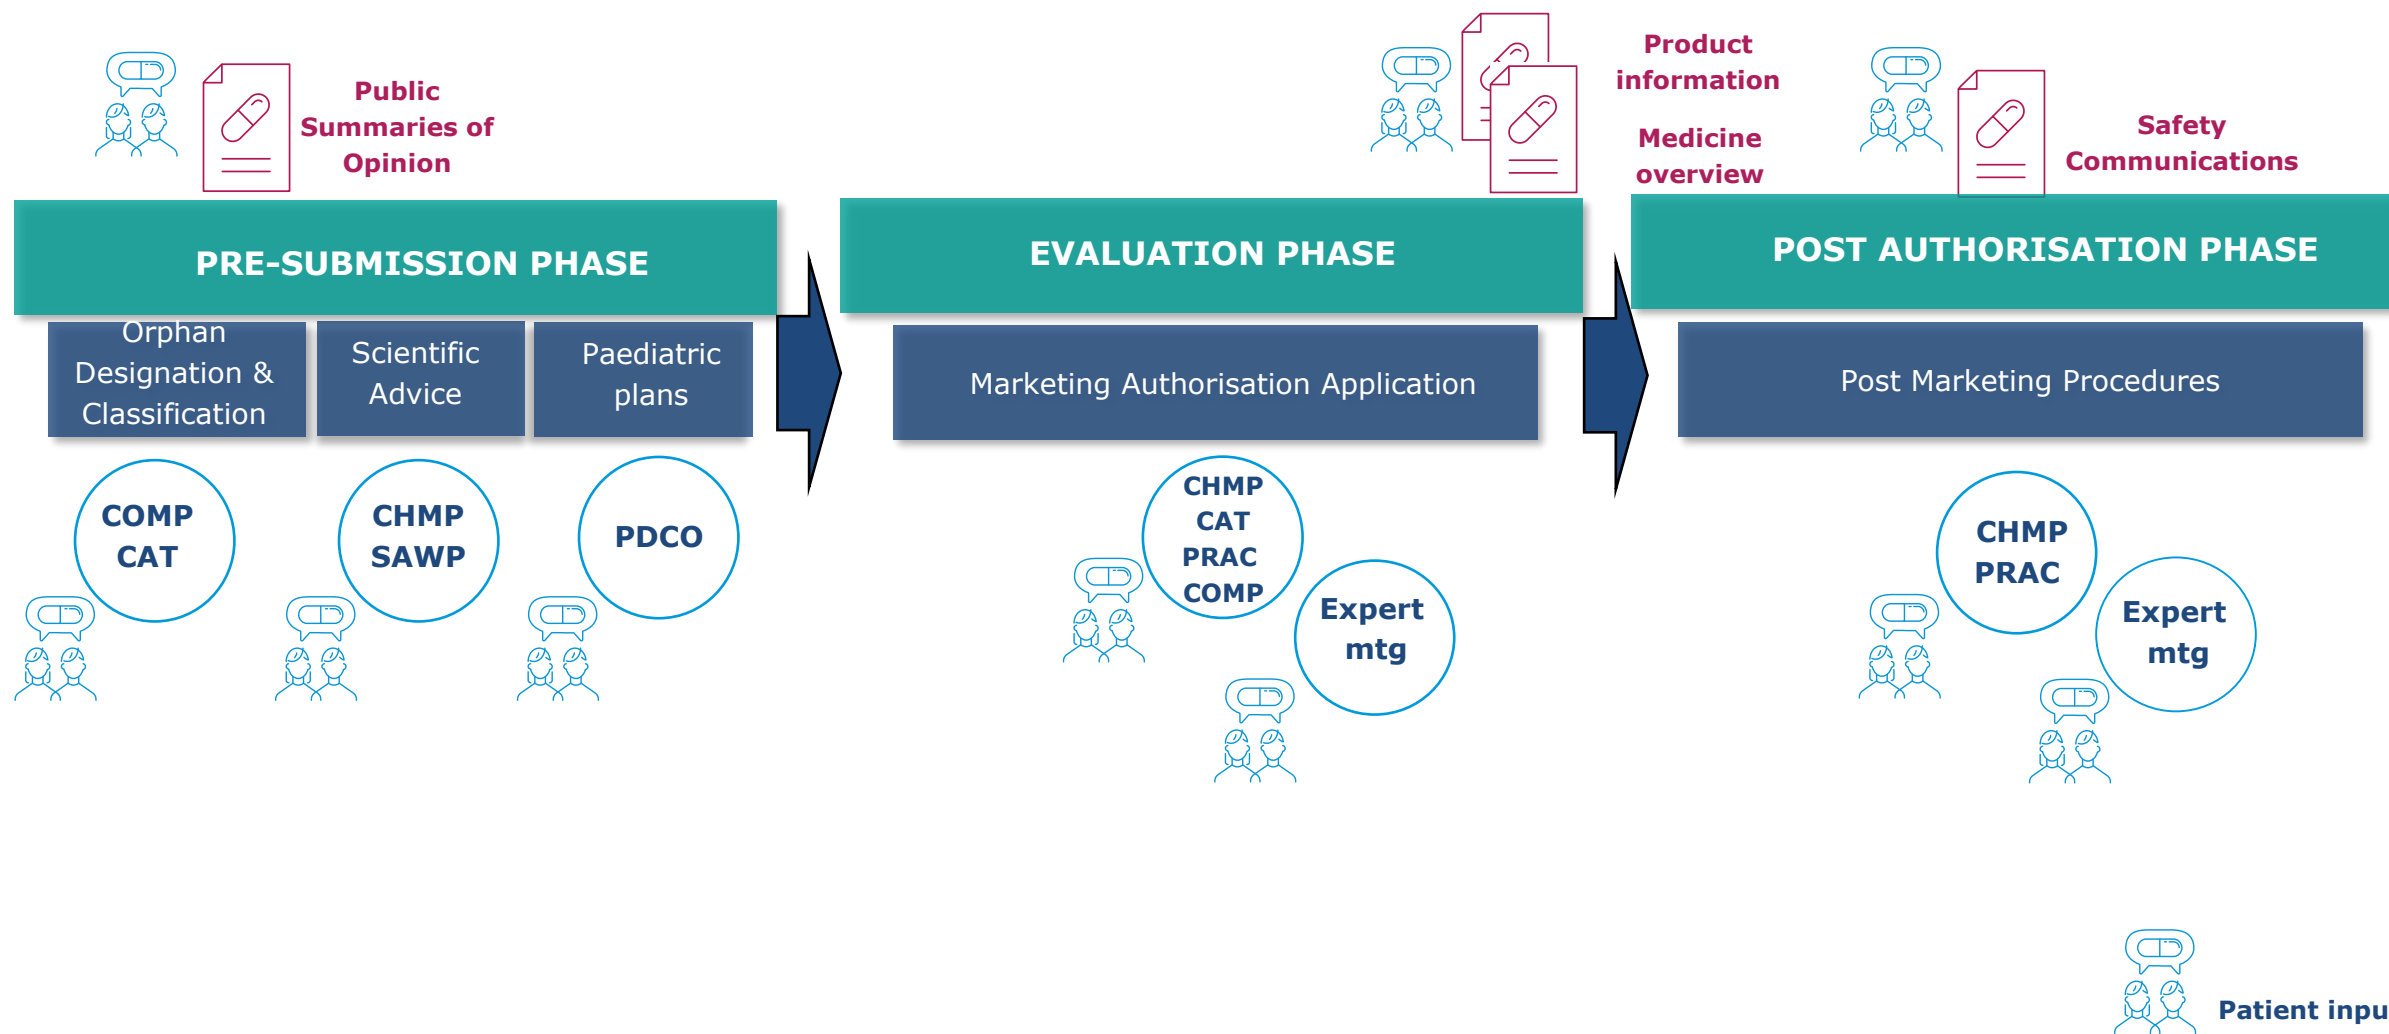 Public
Summaries of
Opinion
Product
information
Medicine
overview
Safety
Communications
PRE-SUBMISSION PHASE
EVALUATION PHASE
POST AUTHORISATION PHASE
Orphan
Designation &
Classification
Scientific
Advice
Paediatric
plans
Marketing Authorisation Application
Post Marketing Procedures
COMP
CAT
CHMP
SAWP
PDCO
CHMP
CAT
PRAC
COMP
Expert
mtg
CHMP
PRAC
Expert
mtg
Patient inpu